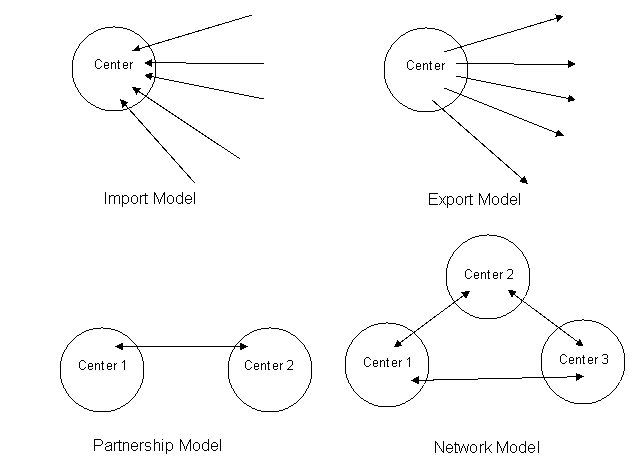 Center
Center
Import Model
Export Model
Center 2
Center 1
Center 2
Center 1
Center 3
Partnership Model
Network Model